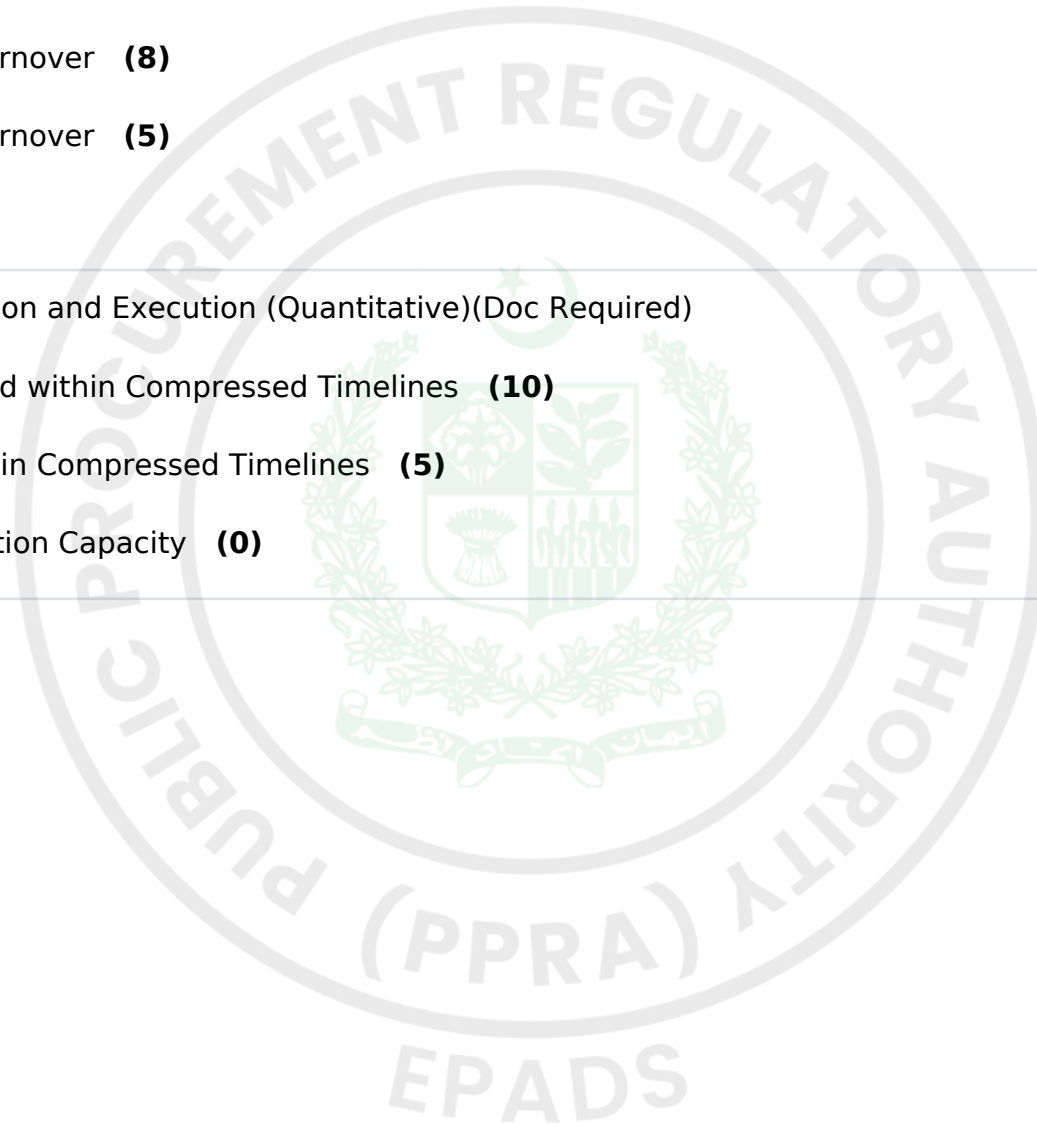 rnover (8)
rnover (5)
on and Execution (Quantitative)(Doc Required)
d within Compressed Timelines (10)
in Compressed Timelines (5)
tion Capacity (0)
PUBLIC PROCUREMENT REGULATORY AUTHORITY
(PPRA)
EPADS